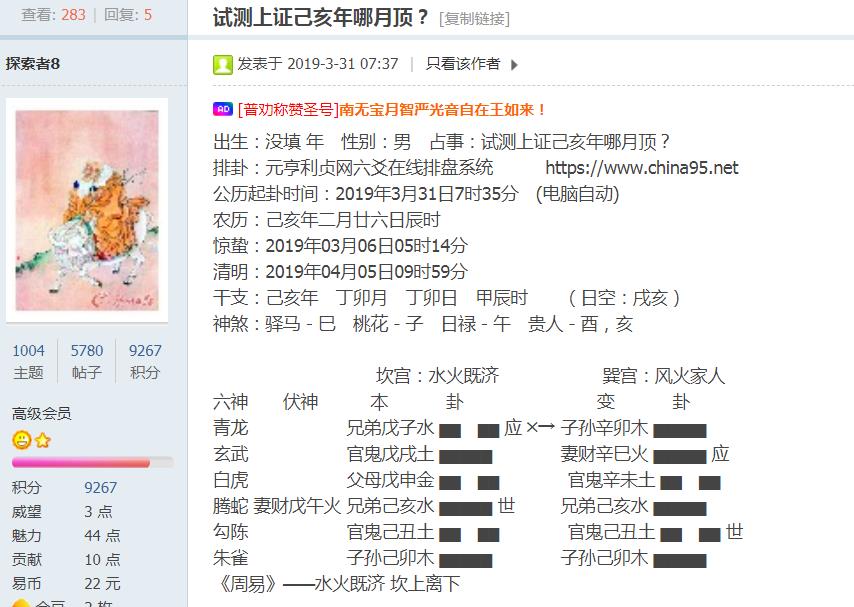 查看: 283 | 回复: 5
试测上证己亥年哪月顶？ [复制链接]
探索者8
发表于 2019-3-31 07:37 | 只看该作者
AD [普劝称赞圣号]南无宝月智严光音自在王如来！
出生：没填 年 性别：男 占事：试测上证己亥年哪月顶？
排卦：元亨利贞网六爻在线排盘系统 https://www.china95.net
公历起卦时间：2019年3月31日7时35分 (电脑自动)
农历：己亥年二月廿六日辰时
惊蛰：2019年03月06日05时14分
清明：2019年04月05日09时59分
干支：己亥年 丁卯月 丁卯日 甲辰时 （日空：戌亥）
神煞：驿马－巳 桃花－子 日禄－午 贵人－酉，亥
坎宫：水火既济 巽宫：风火家人
六神 伏神 本 卦 变 卦
青龙 兄弟戊子水 应 ×→ 子孙辛卯木
玄武 官鬼戊戌土 妻财辛巳火 应
白虎 父母戊申金 官鬼辛未土
腾蛇 妻财戊午火 兄弟己亥水 世 兄弟己亥水
勾陈 官鬼己丑土 官鬼己丑土 世
朱雀 子孙己卯木 子孙己卯木
《周易》——水火既济 坎上离下
1004 5780 9267
主题 帖子 积分
高级会员
积分 9267
威望 3 点
魅力 44 点
贡献 10 点
易币 22 元